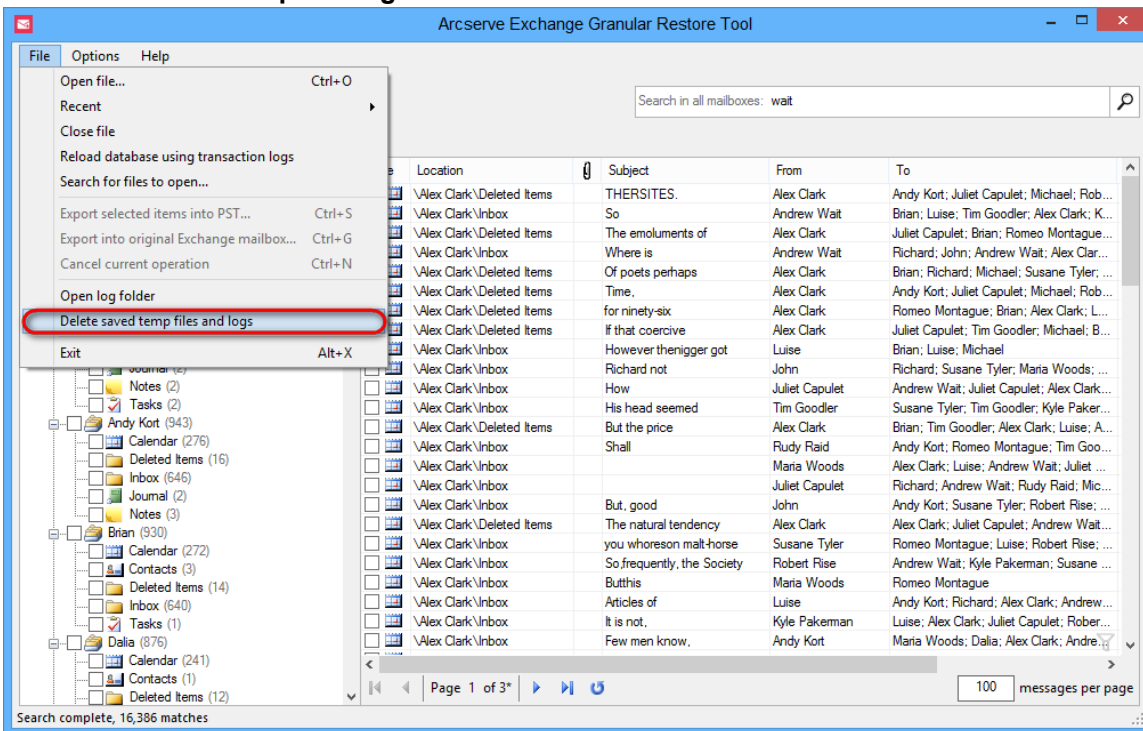 Arcserve Exchange Granular Restore Tool
File Options Help
Open file... Ctrl+O
Recent
Close file
Reload database using transaction logs
Search for files to open...
Export selected items into PST... Ctrl+S
Export into original Exchange mailbox... Ctrl+G
Cancel current operation Ctrl+N
Open log folder
Delete saved temp files and logs
Exit Alt+X
Search in all mailboxes: wait
Location Subject From To
\Alex Clark\Deleted Items THERSITES. Alex Clark Andy Kort; Juliet Capulet; Michael; Rob...
\Alex Clark\Inbox So Andrew Wait Brian; Luise; Tim Goodler; Alex Clark; K...
\Alex Clark\Deleted Items The emoluments of Alex Clark Juliet Capulet; Brian; Romeo Montague...
\Alex Clark\Inbox Where is Andrew Wait Richard; John; Andrew Wait; Alex Clar...
\Alex Clark\Deleted Items Of poets perhaps Alex Clark Brian; Richard; Michael; Susane Tyler; ...
\Alex Clark\Deleted Items Time, Alex Clark Andy Kort; Juliet Capulet; Michael; Rob...
\Alex Clark\Deleted Items for ninety-six Alex Clark Romeo Montague; Brian; Alex Clark; L...
\Alex Clark\Deleted Items If that coercive Alex Clark Juliet Capulet; Tim Goodler; Michael; B...
\Alex Clark\Inbox However thenigger got Luise Brian; Luise; Michael
\Alex Clark\Inbox Richard not John Richard; Susane Tyler; Maria Woods; ...
\Alex Clark\Inbox How Juliet Capulet Andrew Wait; Juliet Capulet; Alex Clark...
\Alex Clark\Inbox His head seemed Tim Goodler Susane Tyler; Tim Goodler; Kyle Paker...
\Alex Clark\Deleted Items But the price Alex Clark Brian; Tim Goodler; Alex Clark; Luise; A...
\Alex Clark\Inbox Shall Rudy Raid Andy Kort; Romeo Montague; Tim Goo...
\Alex Clark\Inbox Maria Woods Alex Clark; Luise; Andrew Wait; Juliet ...
\Alex Clark\Inbox Juliet Capulet Richard; Andrew Wait; Rudy Raid; Mic...
\Alex Clark\Inbox But, good John Andy Kort; Susane Tyler; Robert Rise; ...
\Alex Clark\Deleted Items The natural tendency Alex Clark Alex Clark; Juliet Capulet; Andrew Wait...
\Alex Clark\Inbox you whoreson malt-horse Susane Tyler Romeo Montague; Luise; Robert Rise; ...
\Alex Clark\Inbox So,frequently, the Society Robert Rise Andrew Wait; Kyle Pakerman; Susane ...
\Alex Clark\Inbox Butthis Maria Woods Romeo Montague
\Alex Clark\Inbox Articles of Luise Andy Kort; Richard; Alex Clark; Andrew...
\Alex Clark\Inbox It is not, Kyle Pakerman Luise; Alex Clark; Juliet Capulet; Rober...
\Alex Clark\Inbox Few men know, Andy Kort Maria Woods; Dalia; Alex Clark; Andre...
Journal (2)
Notes (2)
Tasks (2)
Andy Kort (943)
Calendar (276)
Deleted Items (16)
Inbox (646)
Journal (2)
Notes (3)
Brian (930)
Calendar (272)
Contacts (3)
Deleted Items (14)
Inbox (640)
Tasks (1)
Dalia (876)
Calendar (241)
Contacts (1)
Deleted Items (12)
Page 1 of 3* 100 messages per page
Search complete, 16,386 matches